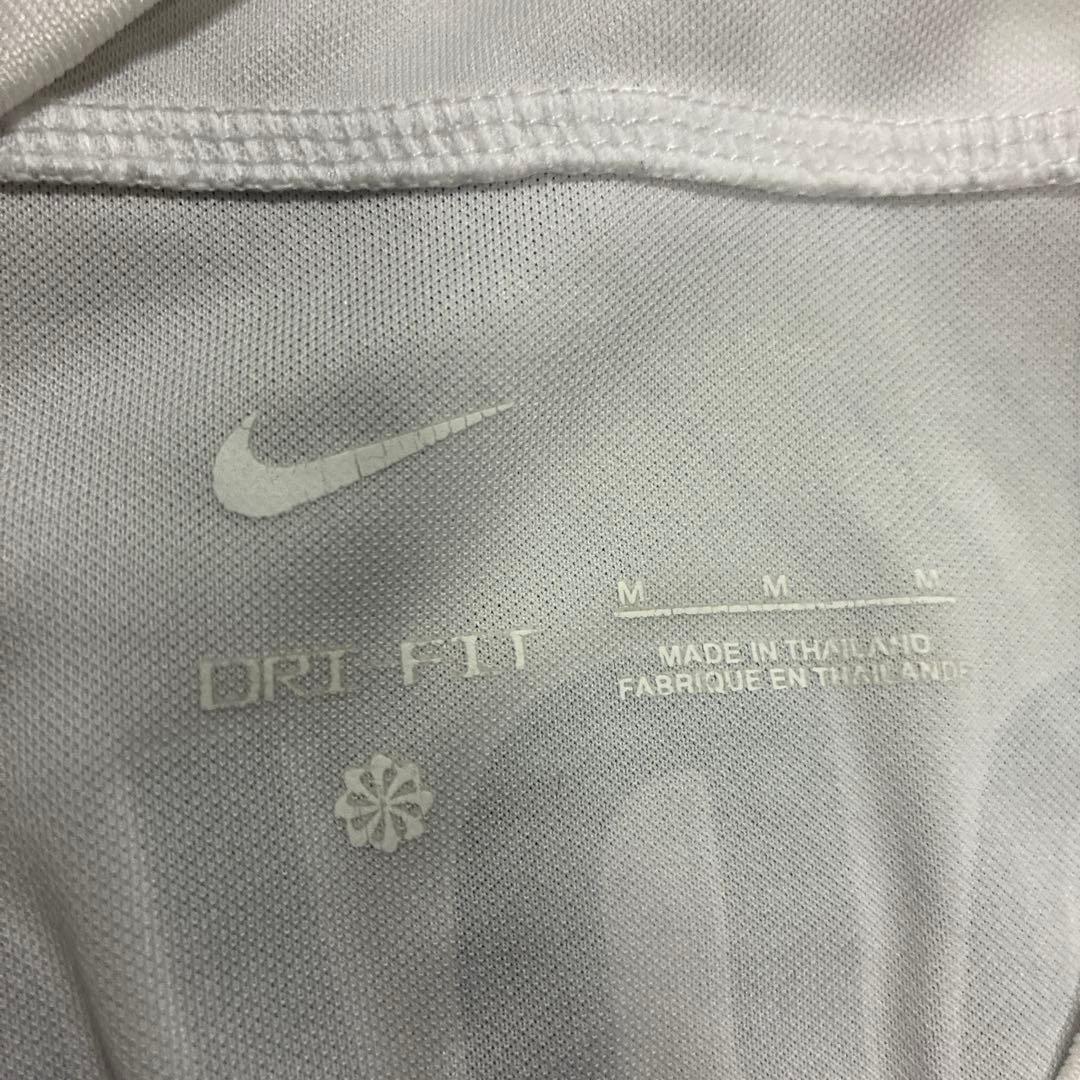 M M M
DRI FIT
MADE IN THAILAND
FABRIQUE EN THAILANDE